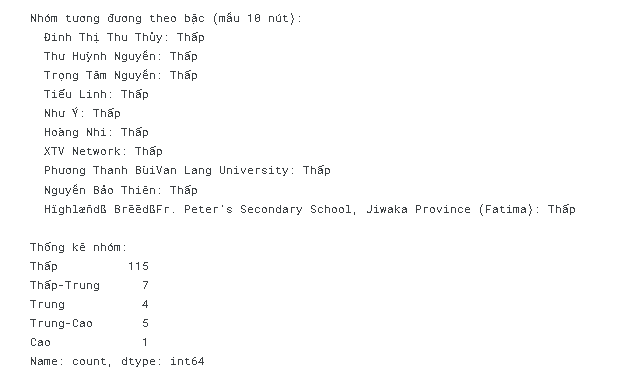 Nhóm tương đương theo bậc (mẫu 10 nút):
Đinh Thị Thu Thủy: Thấp
Thư Huỳnh Nguyễn: Thấp
Trọng Tâm Nguyễn: Thấp
Tiểu Linh: Thấp
Như Ý: Thấp
Hoàng Nhi: Thấp
XTV Network: Thấp
Phương Thanh BùiVan Lang University: Thấp
Nguyễn Bảo Thiên: Thấp
Hïghlæñdß BrëëdßFr. Peter's Secondary School, Jiwaka Province (Fatima): Thấp
Thống kê nhóm:
Thấp 115
Thấp-Trung 7
Trung 4
Trung-Cao 5
Cao 1
Name: count, dtype: int64